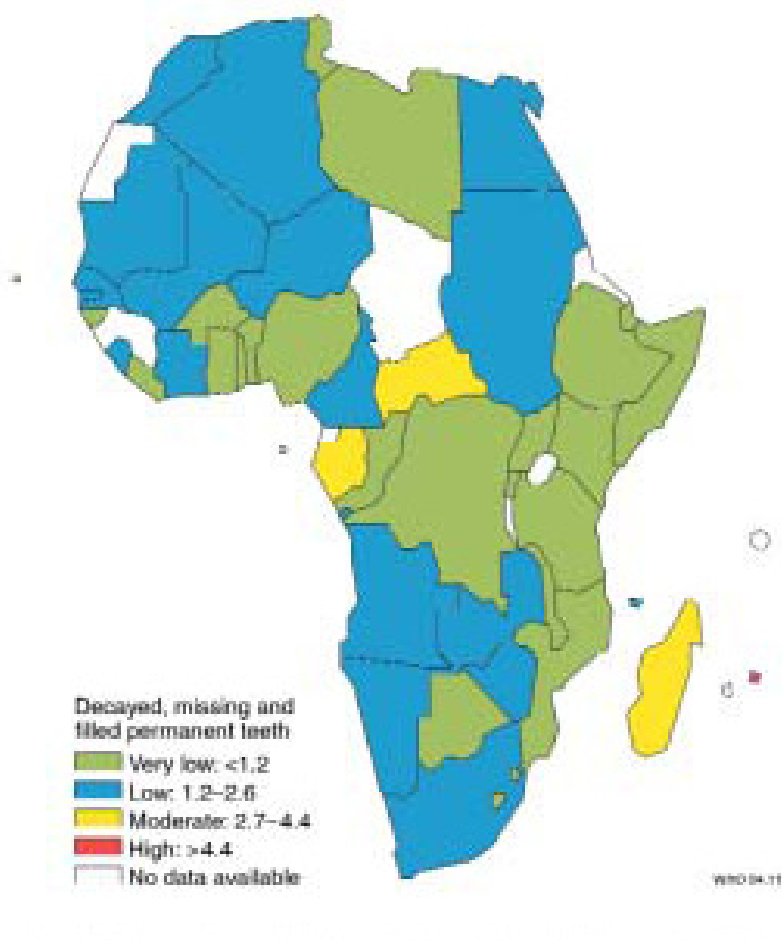 Decayed, missing and
filled permanent teeth
Very low: <1.2
Low: 1.2–2.6
Moderate: 2.7–4.4
High: >4.4
No data available